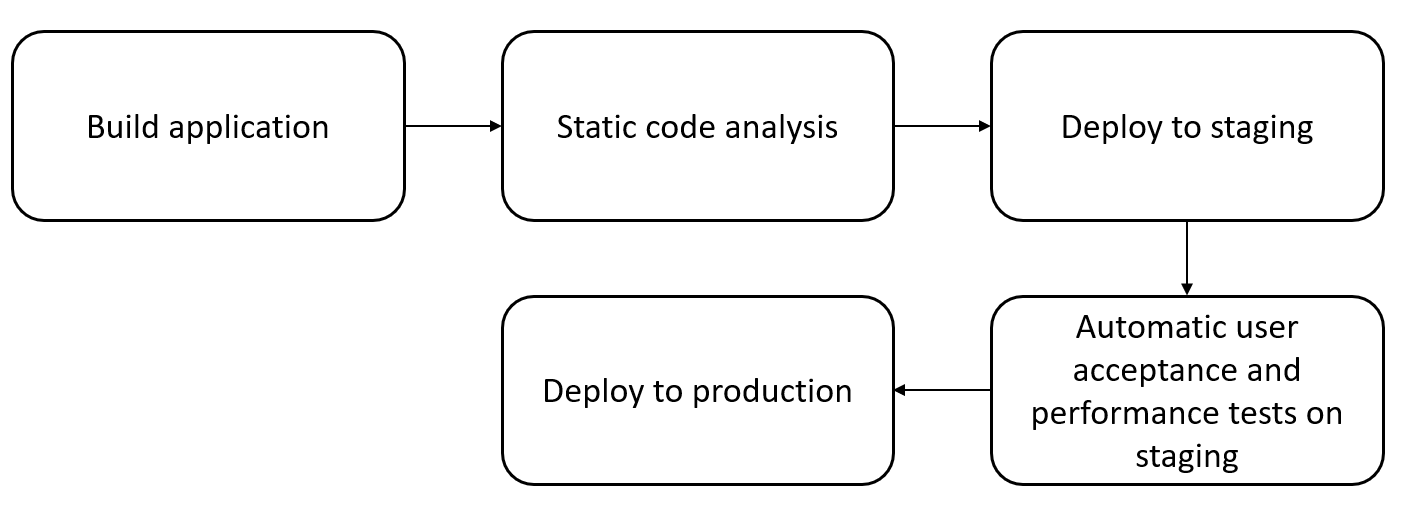 Build application
Static code analysis
Deploy to staging
Automatic user
acceptance and
performance tests on
staging
Deploy to production